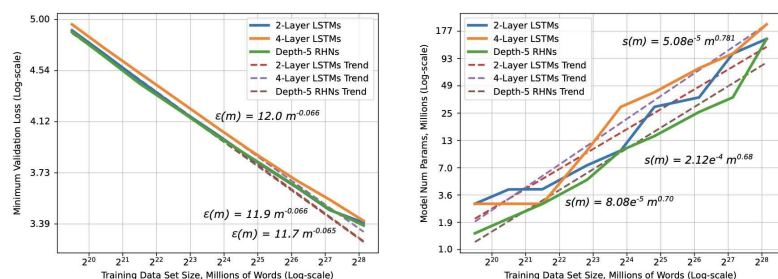 5.00
4.54
4.12
3.73
3.39
Minimum Validation Loss (Log-scale)
2-Layer LSTMs
4-Layer LSTMs
Depth-5 RHNs
2-Layer LSTMs Trend
4-Layer LSTMs Trend
Depth-5 RHNs Trend
ε(m) = 12.0 m^-0.066
ε(m) = 11.9 m^-0.066
ε(m) = 11.7 m^-0.065
2^20 2^21 2^22 2^23 2^24 2^25 2^26 2^27 2^28
Training Data Set Size, Millions of Words (Log-scale)
177
93
49
25
13
7.0
3.6
1.9
1.0
Model Num Params, Millions (Log-scale)
2-Layer LSTMs
4-Layer LSTMs
Depth-5 RHNs
2-Layer LSTMs Trend
4-Layer LSTMs Trend
Depth-5 RHNs Trend
s(m) = 5.08e^-5 m^0.781
s(m) = 2.12e^-4 m^0.68
s(m) = 8.08e^-5 m^0.70
2^20 2^21 2^22 2^23 2^24 2^25 2^26 2^27 2^28
Training Data Set Size, Millions of Words (Log-scale)